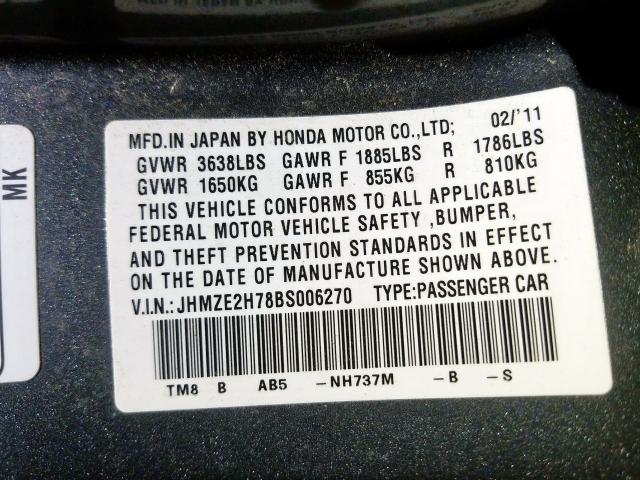 MFD.IN JAPAN BY HONDA MOTOR CO.,LTD; 02/'11
GVWR 3638LBS GAWR F 1885LBS R 1786LBS
GVWR 1650KG GAWR F 855KG R 810KG
THIS VEHICLE CONFORMS TO ALL APPLICABLE
FEDERAL MOTOR VEHICLE SAFETY ,BUMPER,
AND THEFT PREVENTION STANDARDS IN EFFECT
ON THE DATE OF MANUFACTURE SHOWN ABOVE.
V.I.N.:JHMZE2H78BS006270 TYPE:PASSENGER CAR
TM8 B AB5 -NH737M -B -S
MK